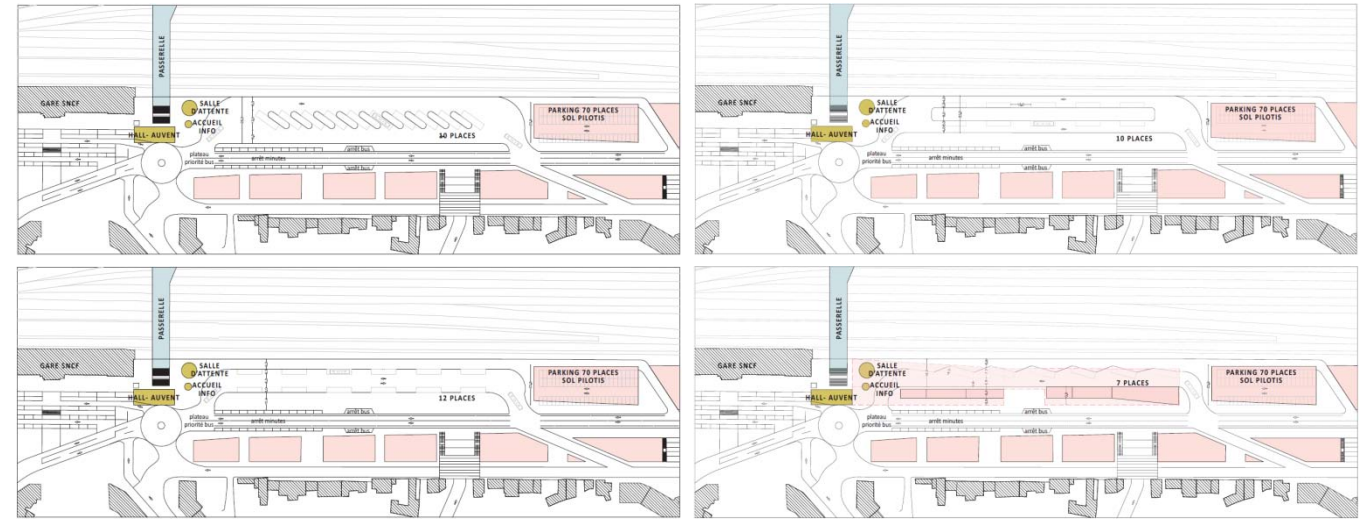 PASSERELLE
GARE SNCF
SALLE
D'ATTENTE
ACCUEIL
INFO
HALL- AUVENT
10 PLACES
PARKING 70 PLACES
SOL PILOTIS
plateau
priorité bus
arrêt minutes
arrêt bus
arrêt bus
PASSERELLE
GARE SNCF
SALLE
D'ATTENTE
ACCUEIL
INFO
HALL- AUVENT
10 PLACES
PARKING 70 PLACES
SOL PILOTIS
plateau
priorité bus
arrêt minutes
arrêt bus
arrêt bus
PASSERELLE
GARE SNCF
SALLE
D'ATTENTE
ACCUEIL
INFO
HALL- AUVENT
12 PLACES
PARKING 70 PLACES
SOL PILOTIS
plateau
priorité bus
arrêt minutes
arrêt bus
arrêt bus
PASSERELLE
GARE SNCF
SALLE
D'ATTENTE
ACCUEIL
INFO
HALL- AUVENT
7 PLACES
PARKING 70 PLACES
SOL PILOTIS
plateau
priorité bus
arrêt minutes
arrêt bus
arrêt bus